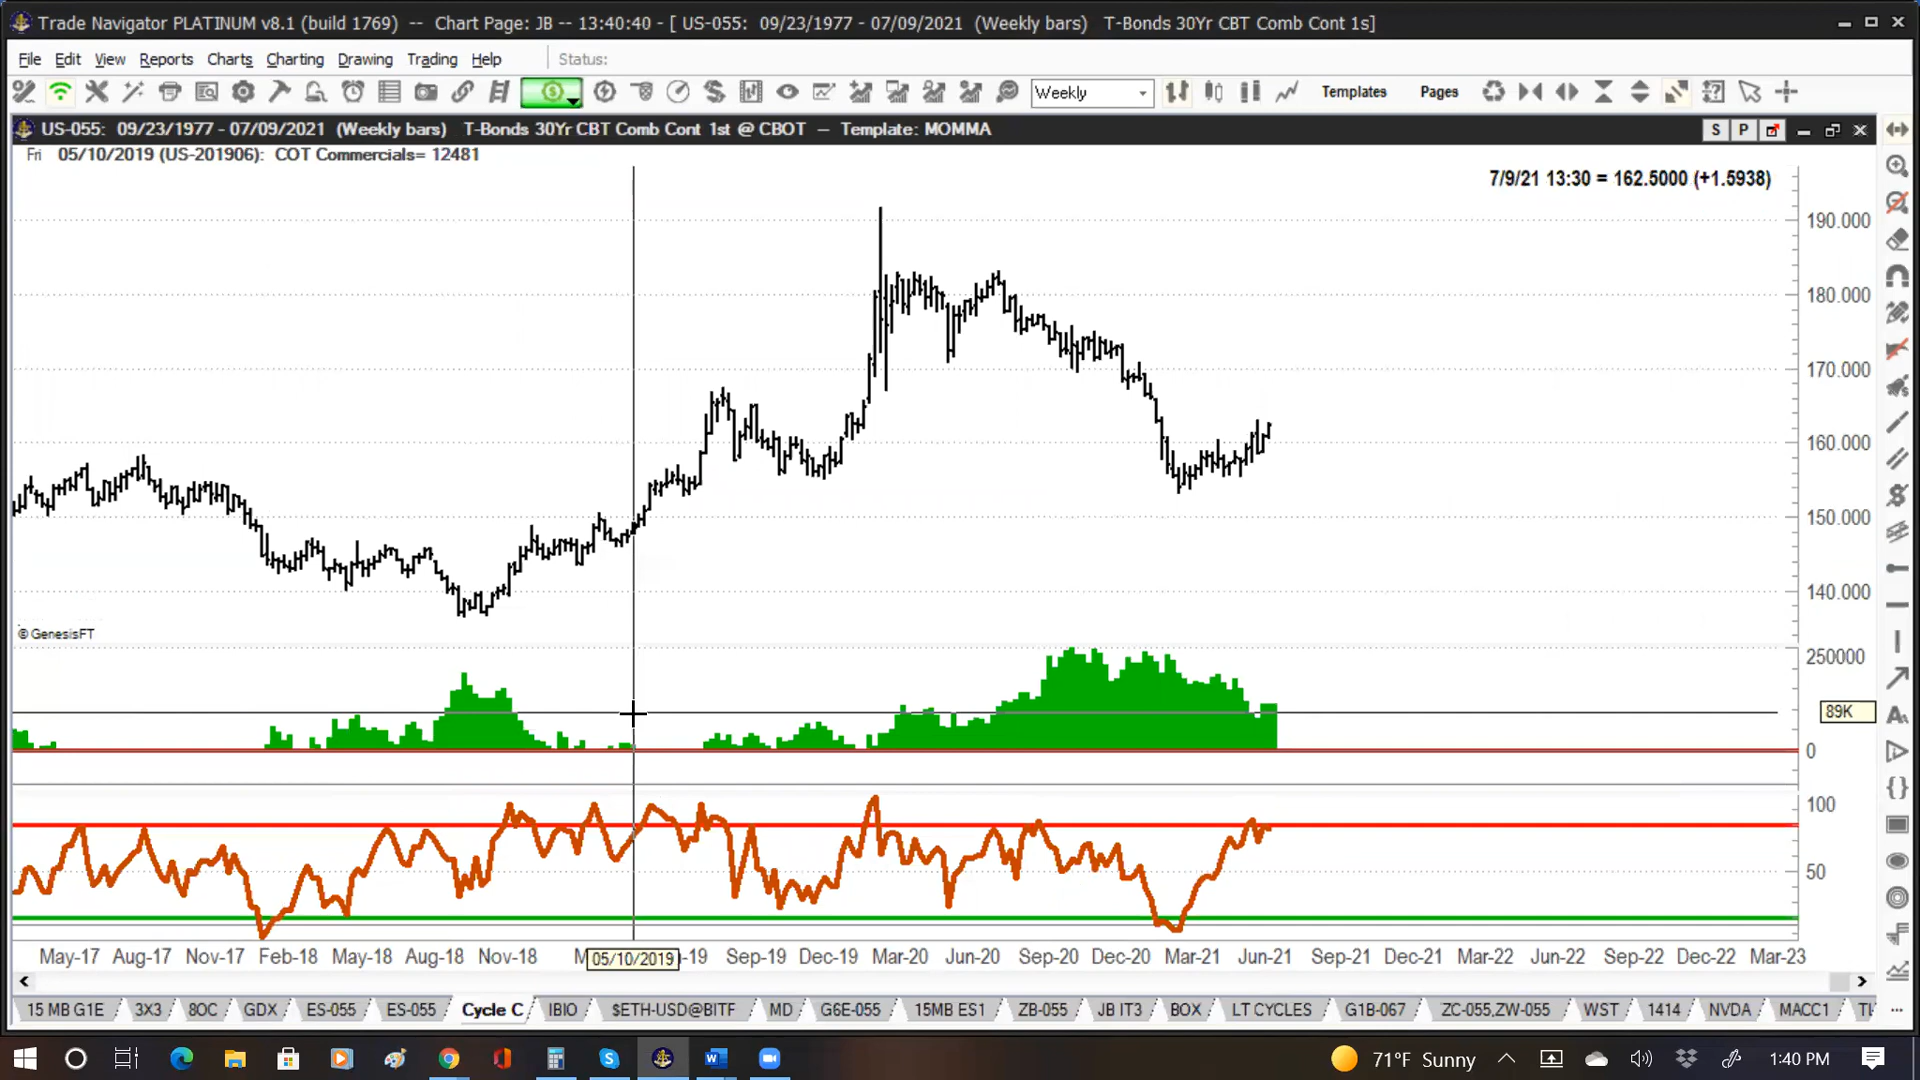 Trade Navigator PLATINUM v8.1 (build 1769) -- Chart Page: JB -- 13:40:40 - [ US-055: 09/23/1977 - 07/09/2021 (Weekly bars) T-Bonds 30Yr CBT Comb Cont 1s]
File Edit View Reports Charts Charting Drawing Trading Help Status:
Weekly Templates Pages
US-055: 09/23/1977 - 07/09/2021 (Weekly bars) T-Bonds 30Yr CBT Comb Cont 1st @ CBOT – Template: MOMMA S P
Fri 05/10/2019 (US-201906): COT Commercials= 12481
7/9/21 13:30 = 162.5000 (+1.5938)
190.000
180.000
170.000
160.000
150.000
140.000
© GenesisFT
250000
89K
0
100
50
May-17 Aug-17 Nov-17 Feb-18 May-18 Aug-18 Nov-18 05/10/2019 -19 Sep-19 Dec-19 Mar-20 Jun-20 Sep-20 Dec-20 Mar-21 Jun-21 Sep-21 Dec-21 Mar-22 Jun-22 Sep-22 Dec-22 Mar-23
15 MB G1E 3X3 8OC GDX ES-055 ES-055 Cycle C IBIO $ETH-USD@BITF MD G6E-055 15MB ES1 ZB-055 JB IT3 BOX LT CYCLES G1B-067 ZC-055,ZW-055 WST 1414 NVDA MACC1
71°F Sunny 1:40 PM